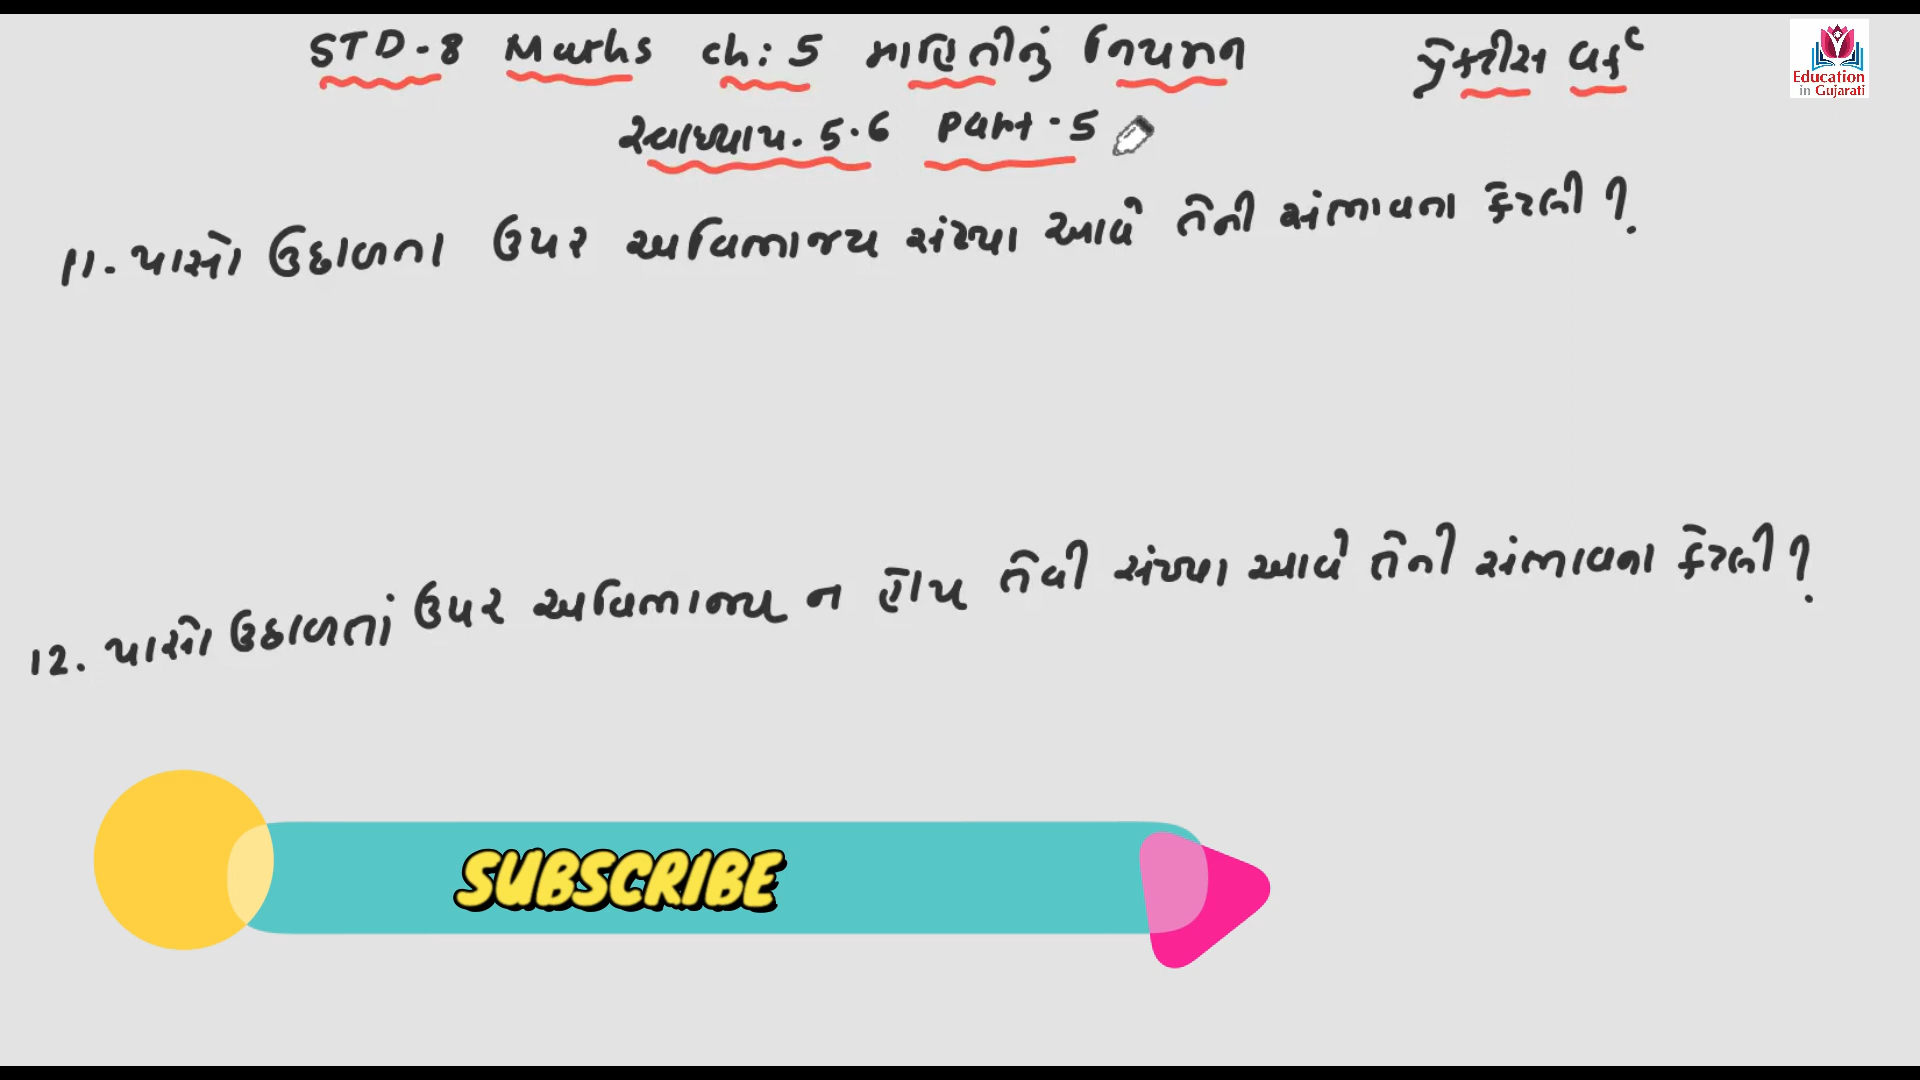 STD-8 Maths ch: 5 માહિતીનું નિયમન
પ્રેક્ટીસ વર્ક
Education
in Gujarati
સ્વાધ્યાય. 5.6 Part-5
11. પાસો ઉછાળતા ઉપર અવિભાજ્ય સંખ્યા આવે તેની સંભાવના કેટલી?
12. પાસો ઉછાળતાં ઉપર અવિભાજ્ય ન હોય તેવી સંખ્યા આવે તેની સંભાવના કેટલી?
SUBSCRIBE